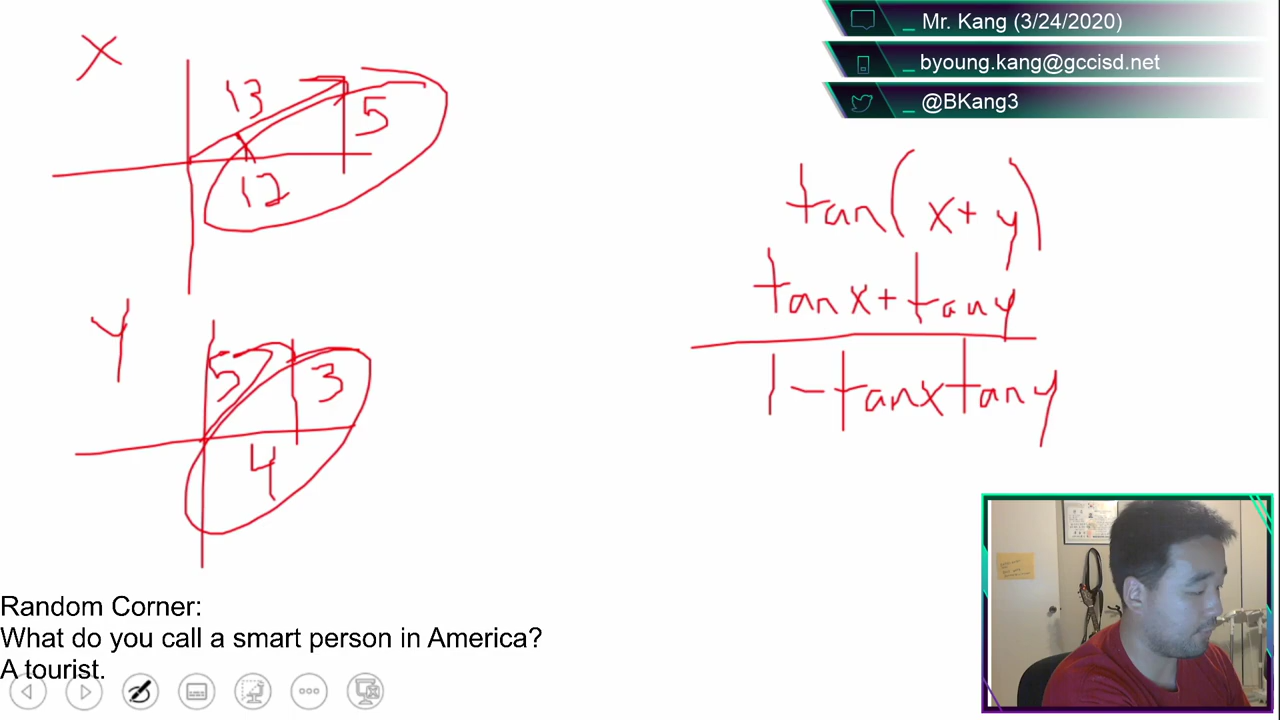 _ Mr. Kang (3/24/2020)
_ byoung.kang@gccisd.net
_ @BKang3
X
13
5
12
tan(x+y)
tanx+tany
1-tanxtany
y
5
3
4
Random Corner:
What do you call a smart person in America?
A tourist.